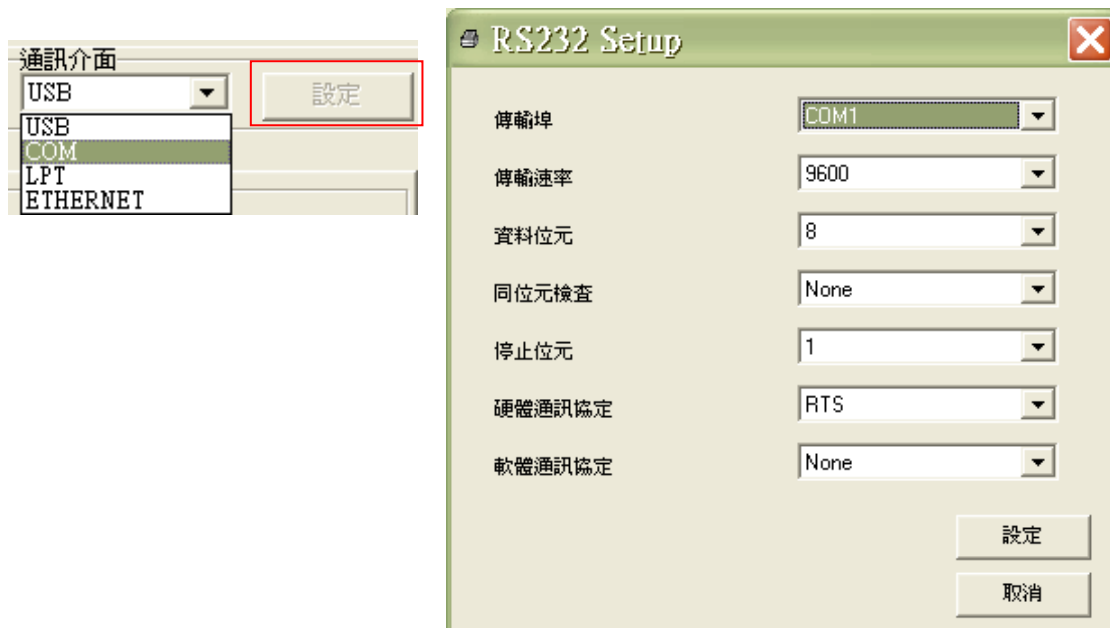 通訊介面
USB
設定
USB
COM
LPT
ETHERNET
RS232 Setup
傳輸埠
COM1
傳輸速率
9600
資料位元
8
同位元檢查
None
停止位元
1
硬體通訊協定
RTS
軟體通訊協定
None
設定
取消